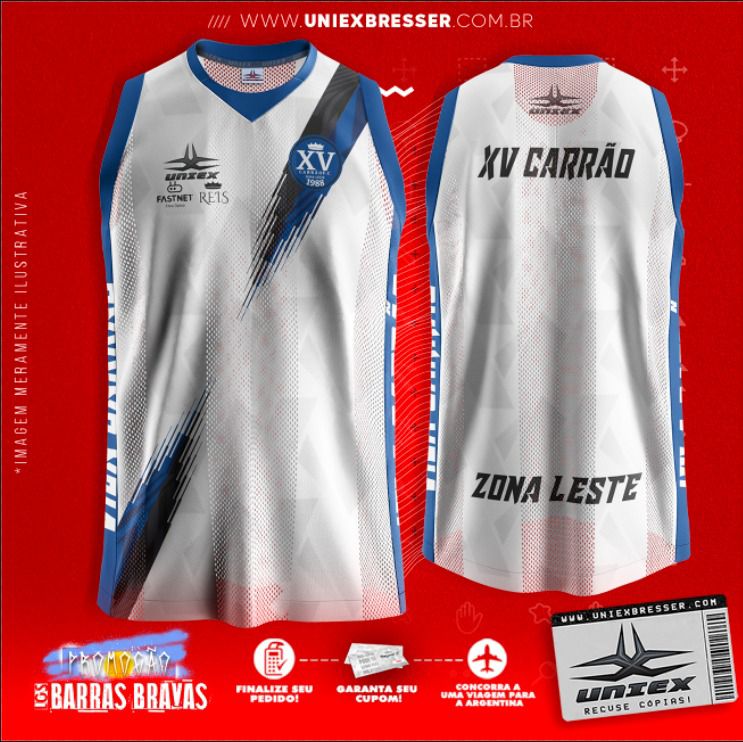 //// WWW.UNIEXBRESSER.COM.BR
*IMAGEM MERAMENTE ILUSTRATIVA
UNIEX
FASTNET
REIS
XV
1988
UNIEX
XV CARRÃO
ZONA LESTE
PROMOÇÃO
LOS BARRAS BRAVAS
FINALIZE SEU
PEDIDO!
GARANTA SEU
CUPOM!
CONCORRA A
UMA VIAGEM PARA
A ARGENTINA
WWW.UNIEXBRESSER.COM
UNIEX
RECUSE COPIAS!